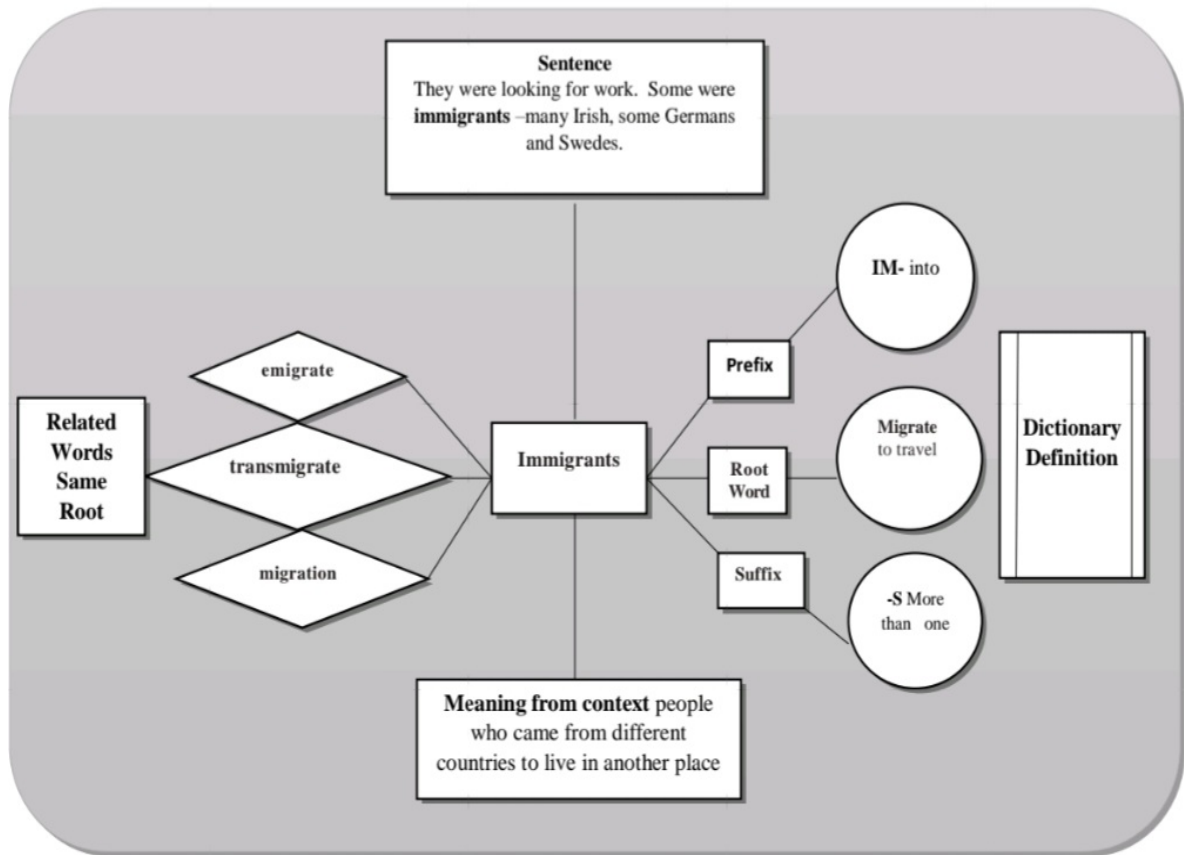 Sentence
They were looking for work. Some were
immigrants –many Irish, some Germans
and Swedes.
IM- into
Prefix
emigrate
Related
Words
Same
Root
transmigrate
Immigrants
Root
Word
Migrate
to travel
Dictionary
Definition
migration
Suffix
-S More
than one
Meaning from context people
who came from different
countries to live in another place